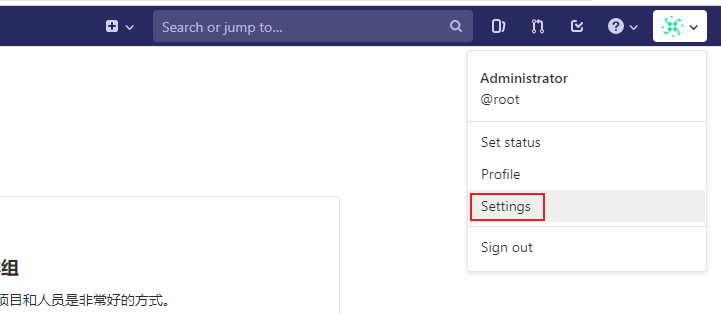 Search or jump to...
Administrator
@root
Set status
Profile
Settings
Sign out
组
项目和人员是非常好的方式。